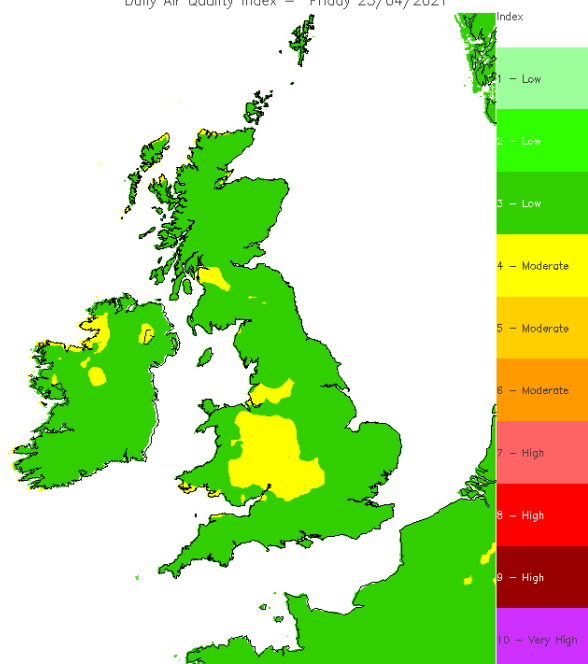 Daily Air Quality Index - Friday 23/04/2021
Index
1 - Low
2 - Low
3 - Low
4 - Moderate
5 - Moderate
6 - Moderate
7 - High
8 - High
9 - High
10 - Very High